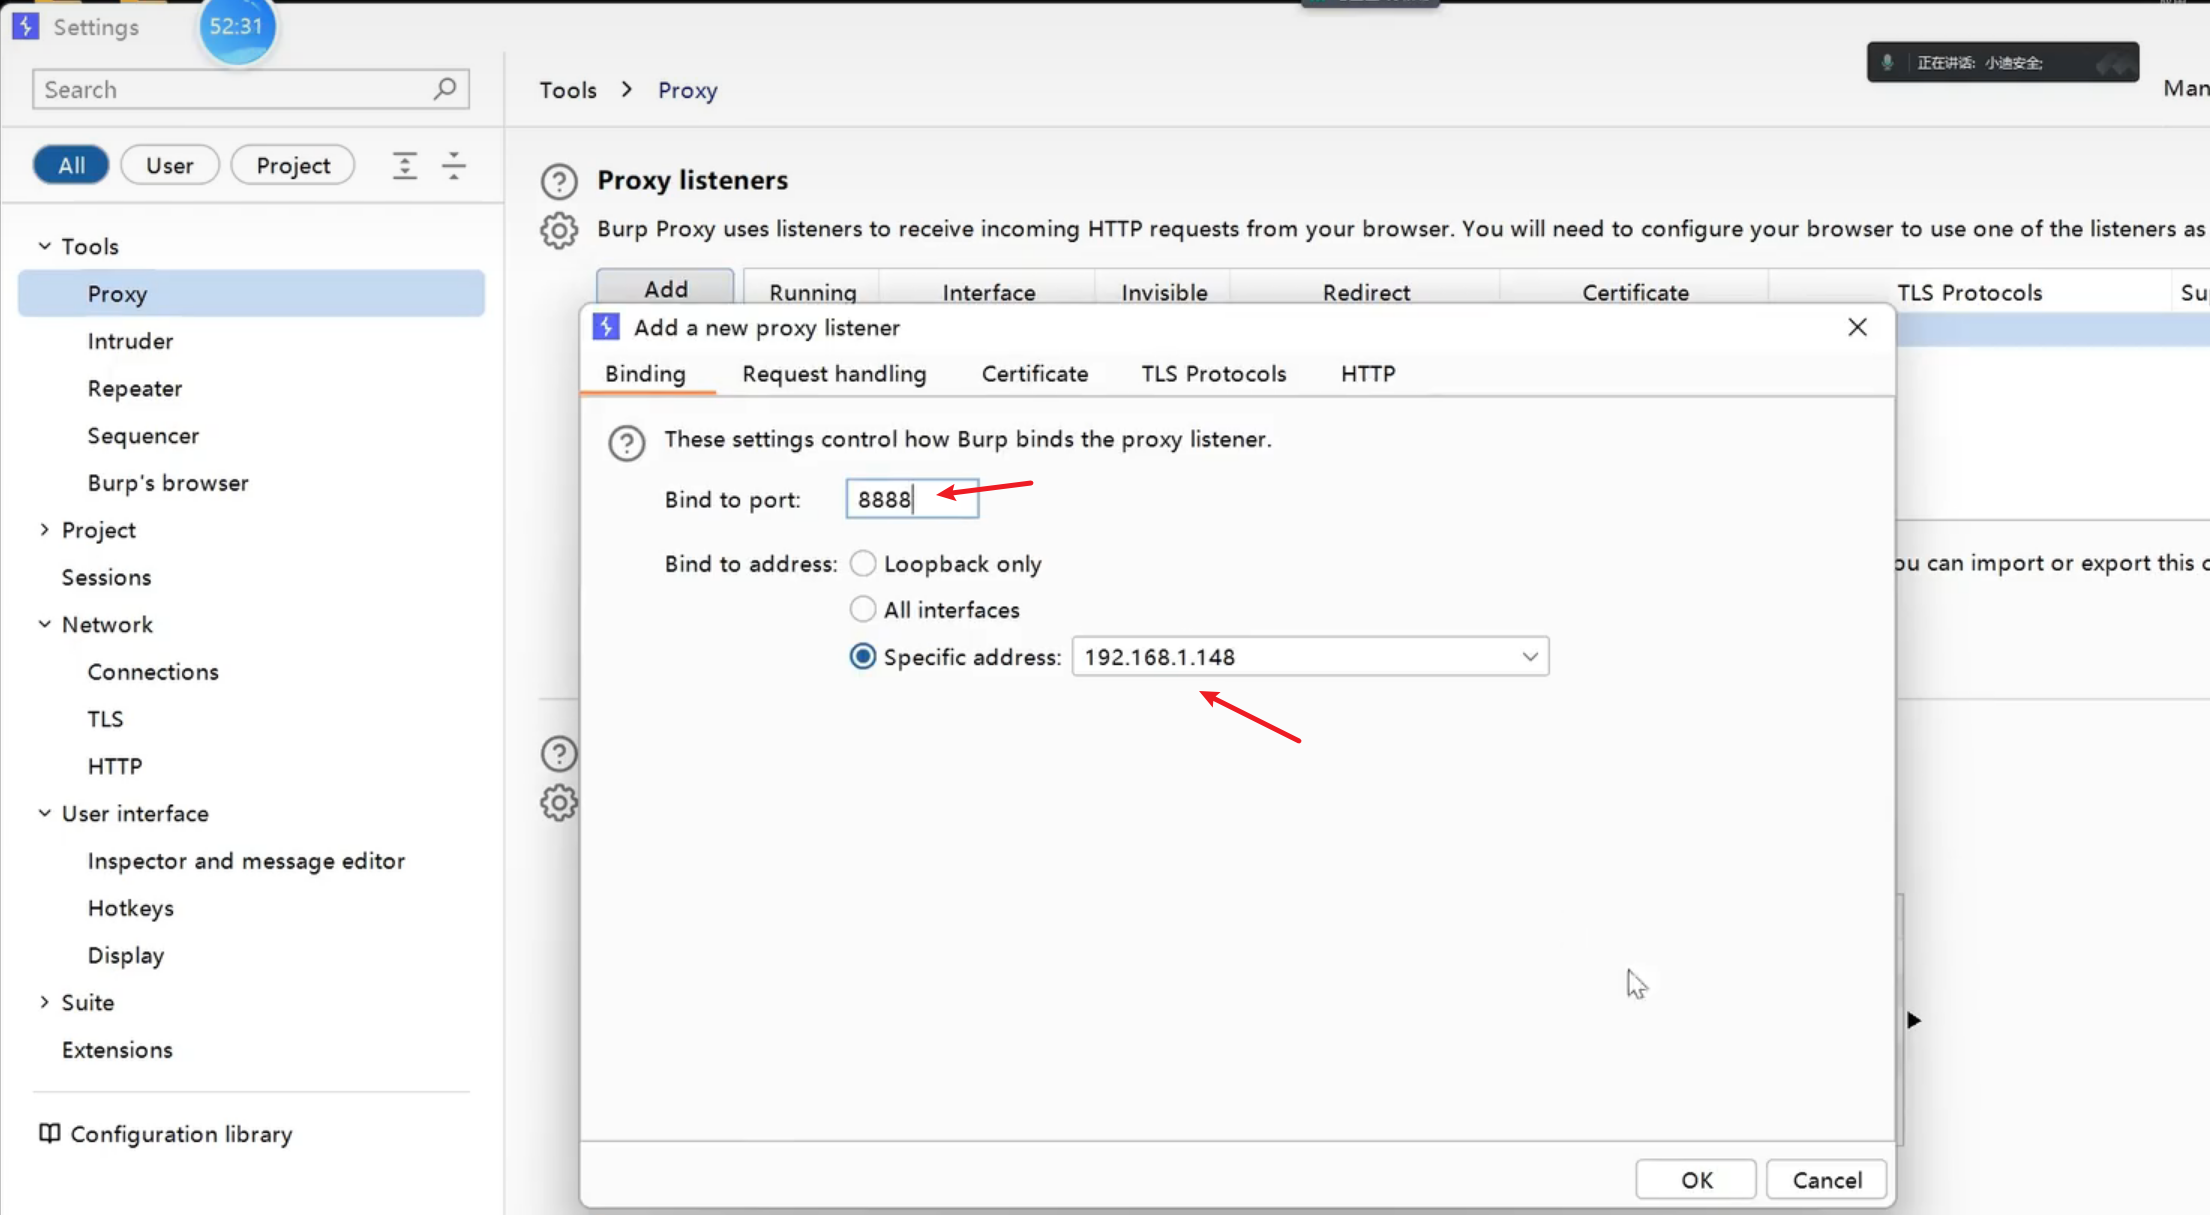 Settings
52:31
正在讲话: 小迪安全;
Search
Tools > Proxy
Man
All
User
Project
Proxy listeners
Burp Proxy uses listeners to receive incoming HTTP requests from your browser. You will need to configure your browser to use one of the listeners as
Tools
Proxy
Intruder
Repeater
Sequencer
Burp's browser
Project
Sessions
Network
Connections
TLS
HTTP
User interface
Inspector and message editor
Hotkeys
Display
Suite
Extensions
Configuration library
Add
Running
Interface
Invisible
Redirect
Certificate
TLS Protocols
Su
Add a new proxy listener
Binding
Request handling
Certificate
TLS Protocols
HTTP
These settings control how Burp binds the proxy listener.
Bind to port: 8888
Bind to address: Loopback only
All interfaces
Specific address: 192.168.1.148
ou can import or export this c
OK
Cancel